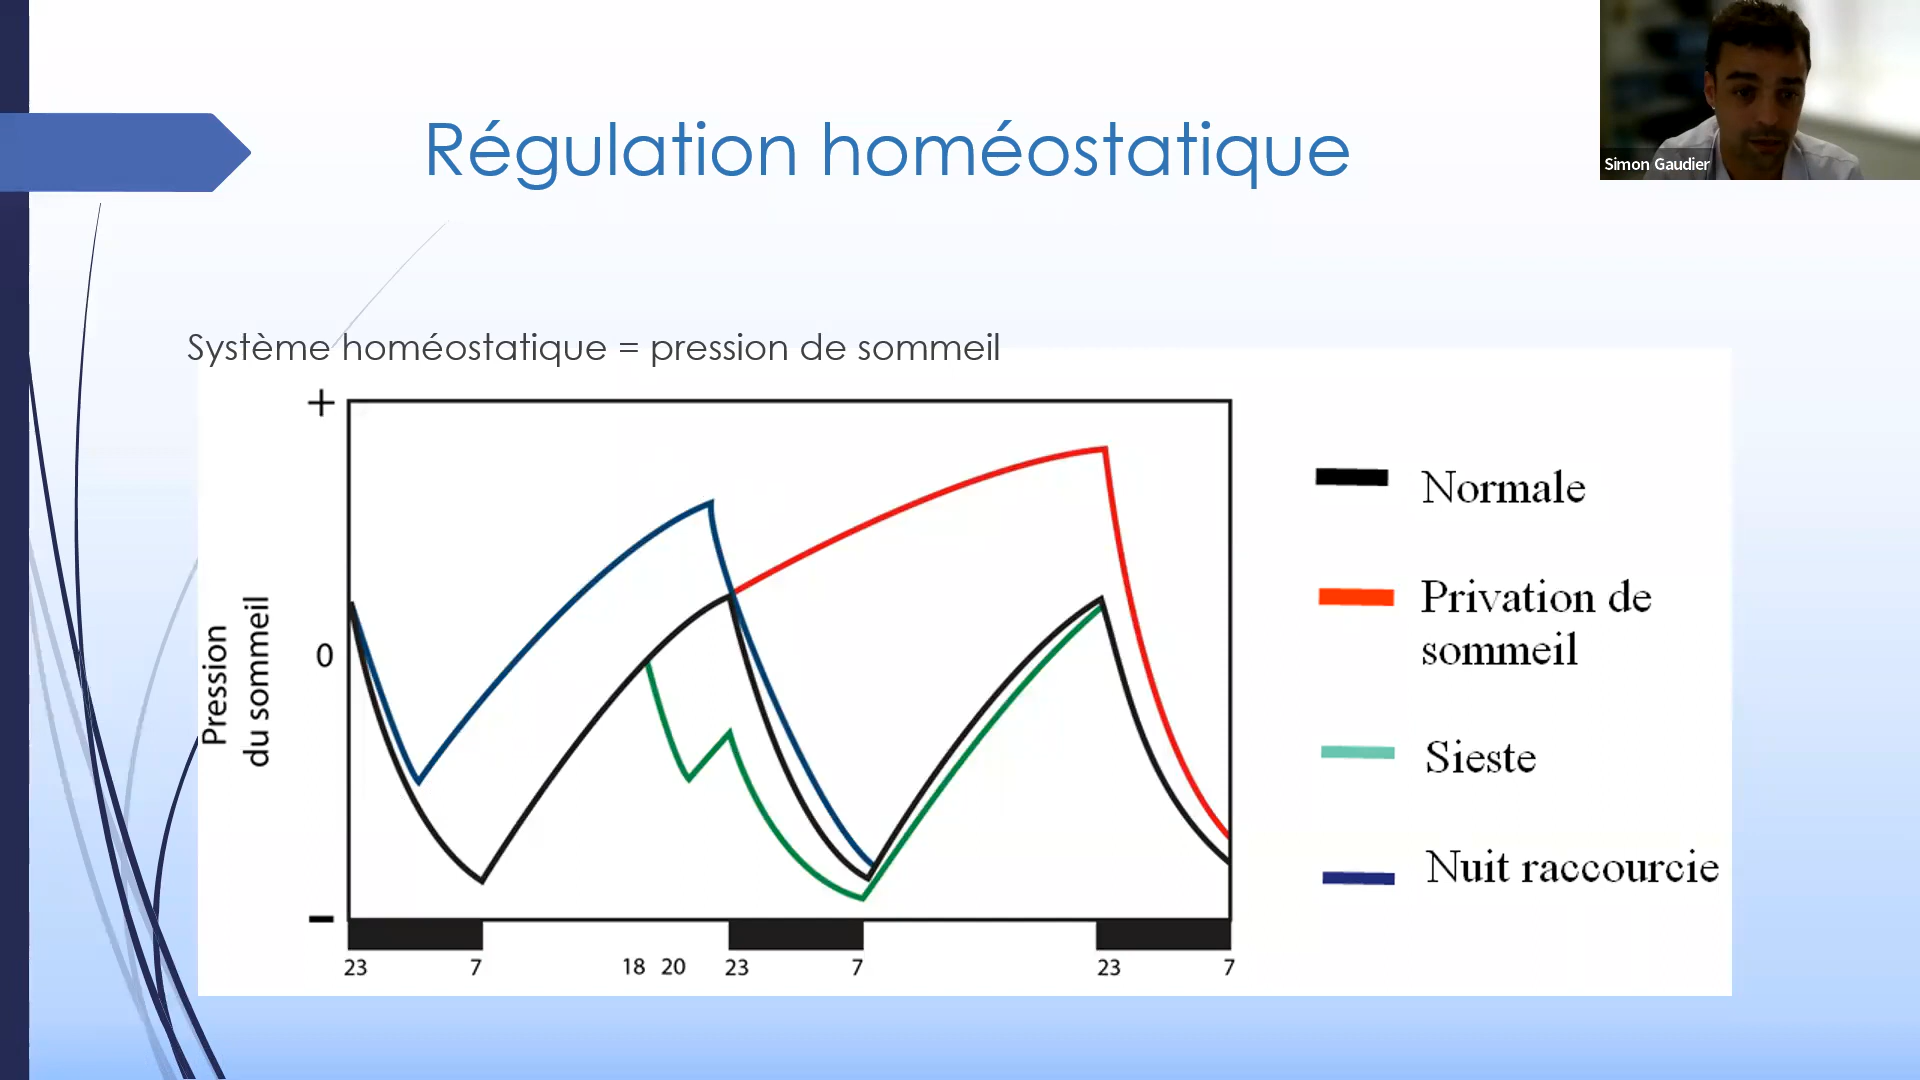 Régulation homéostatique
Simon Gaudier
Système homéostatique = pression de sommeil
+
0
-
Pression
du sommeil
23 7 18 20 23 7 23 7
Normale
Privation de
sommeil
Sieste
Nuit raccourcie